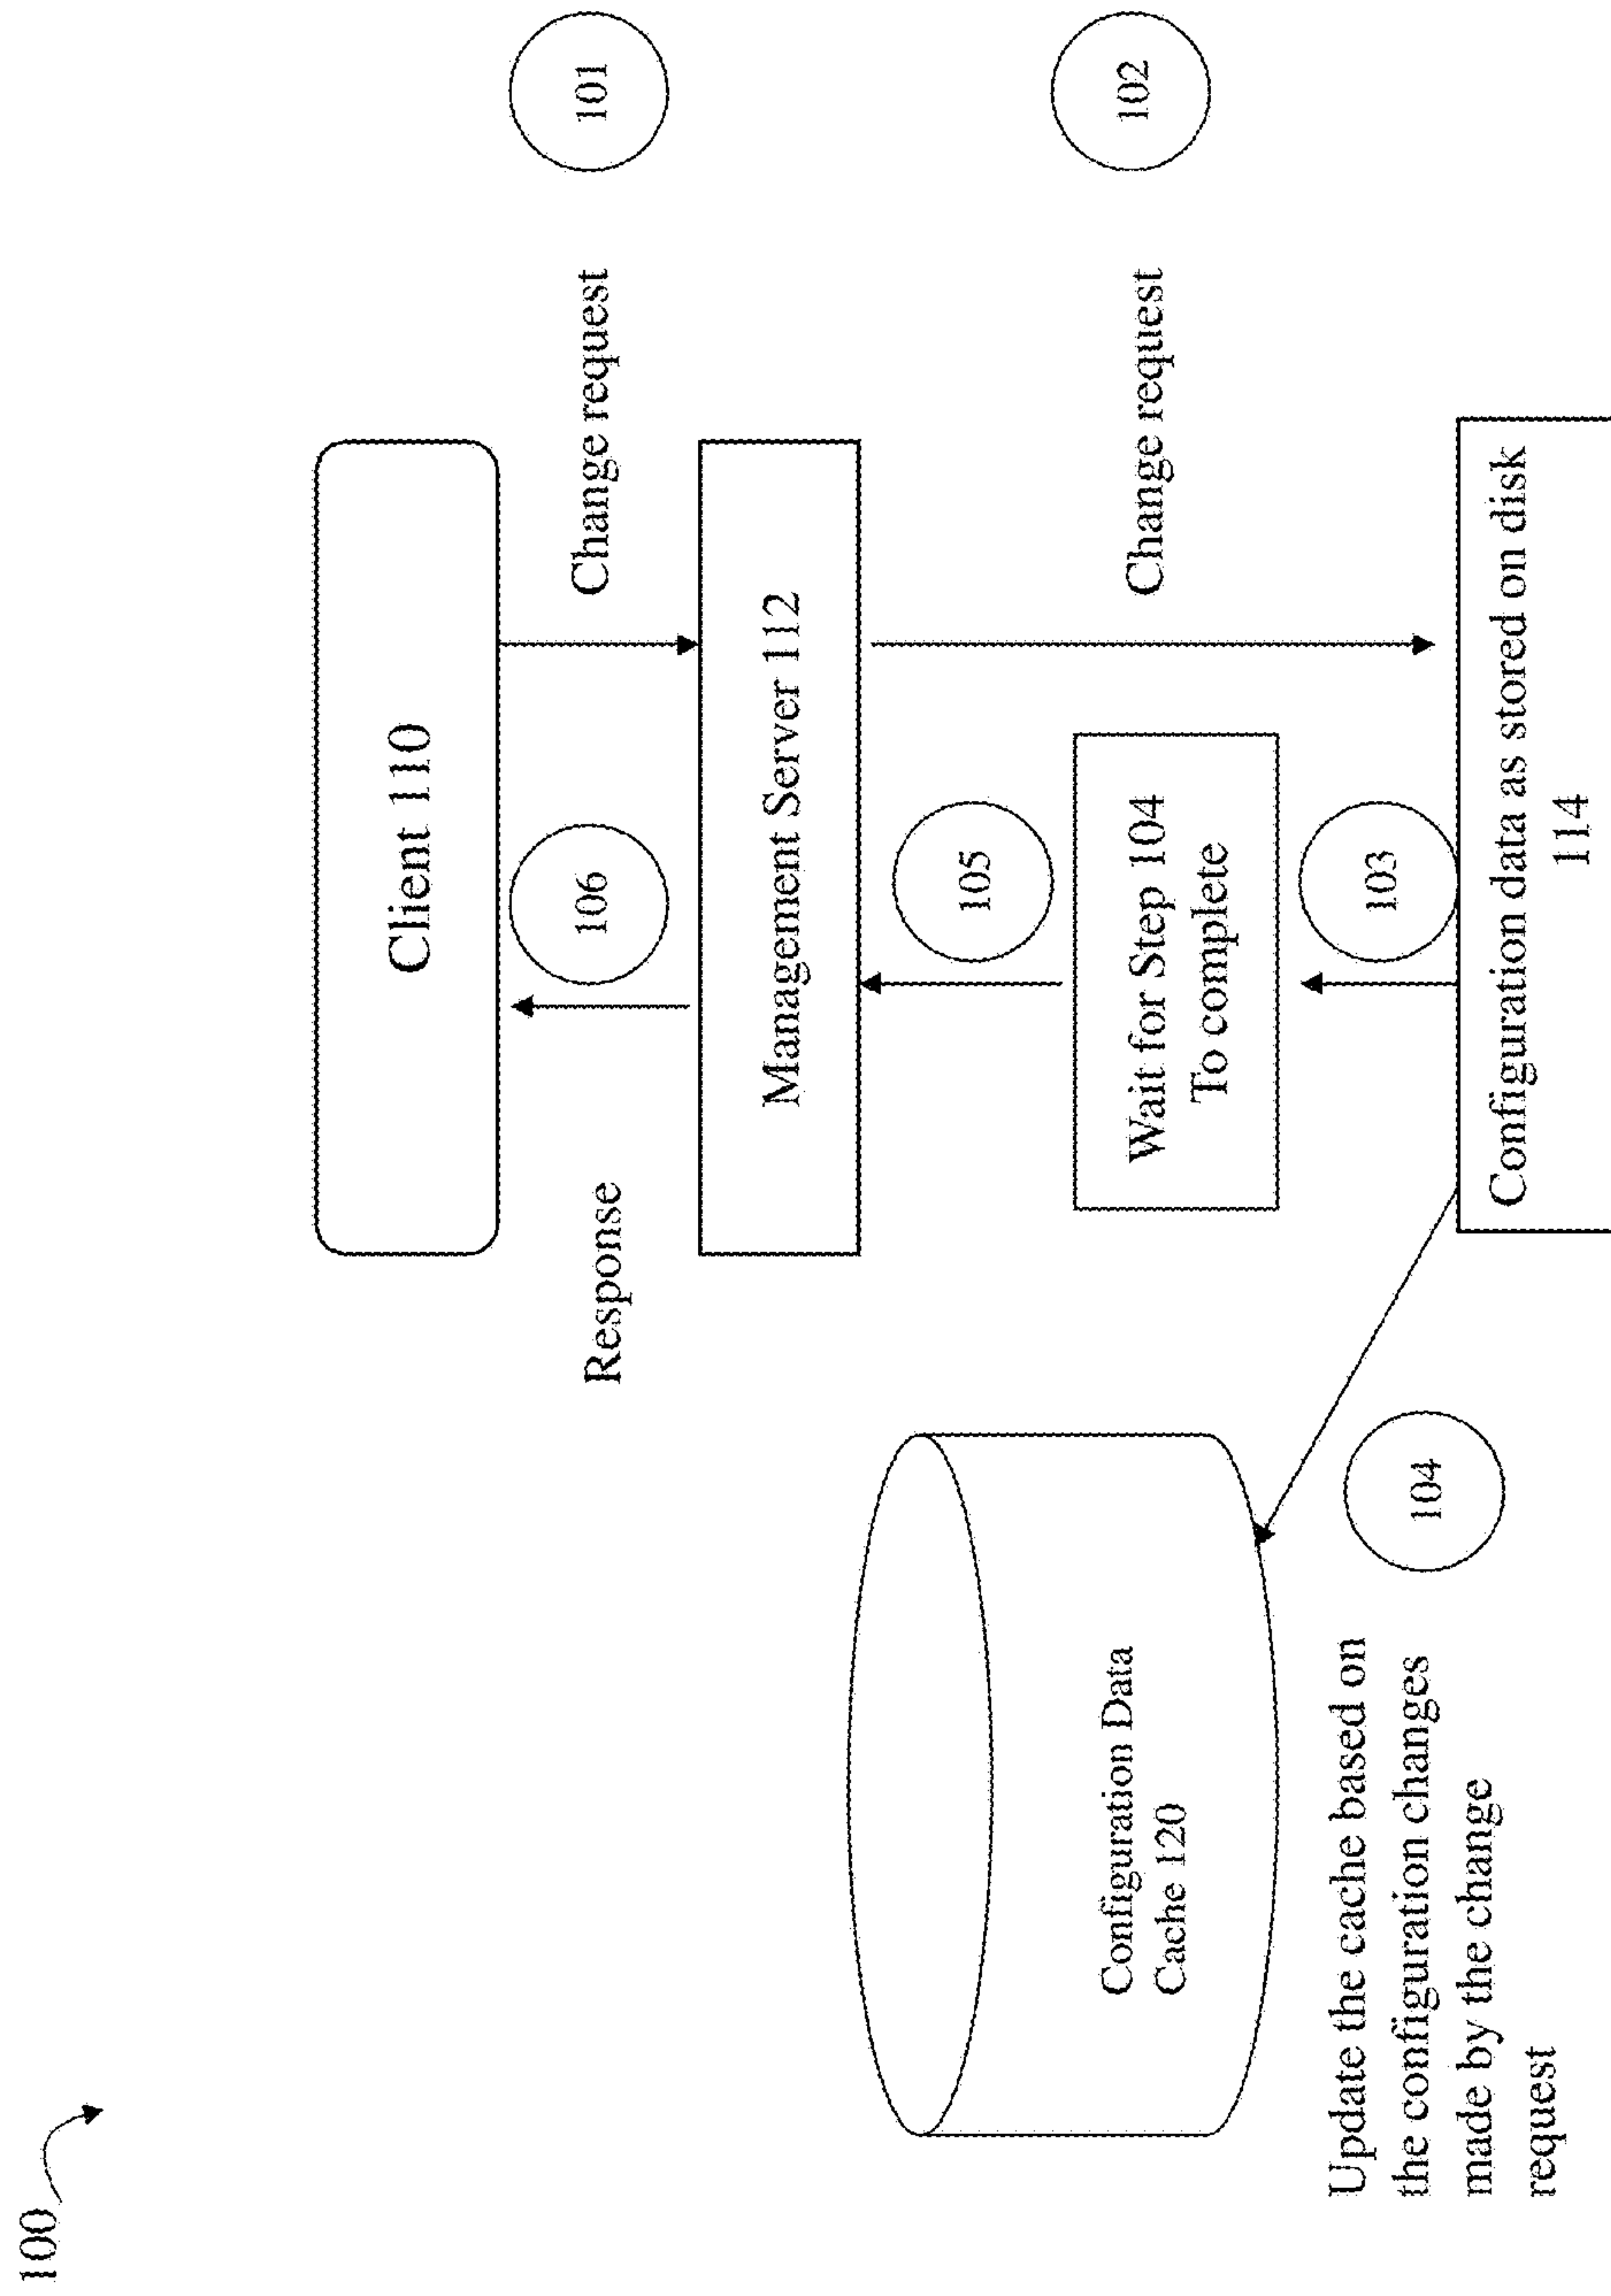 100
Client 110
106
101
Response
Change request
Management Server 112
105
102
Change request
Wait for Step 104
To complete
Configuration Data
Cache 120
103
104
Update the cache based on
the configuration changes
made by the change
request
Configuration data as stored on disk
114